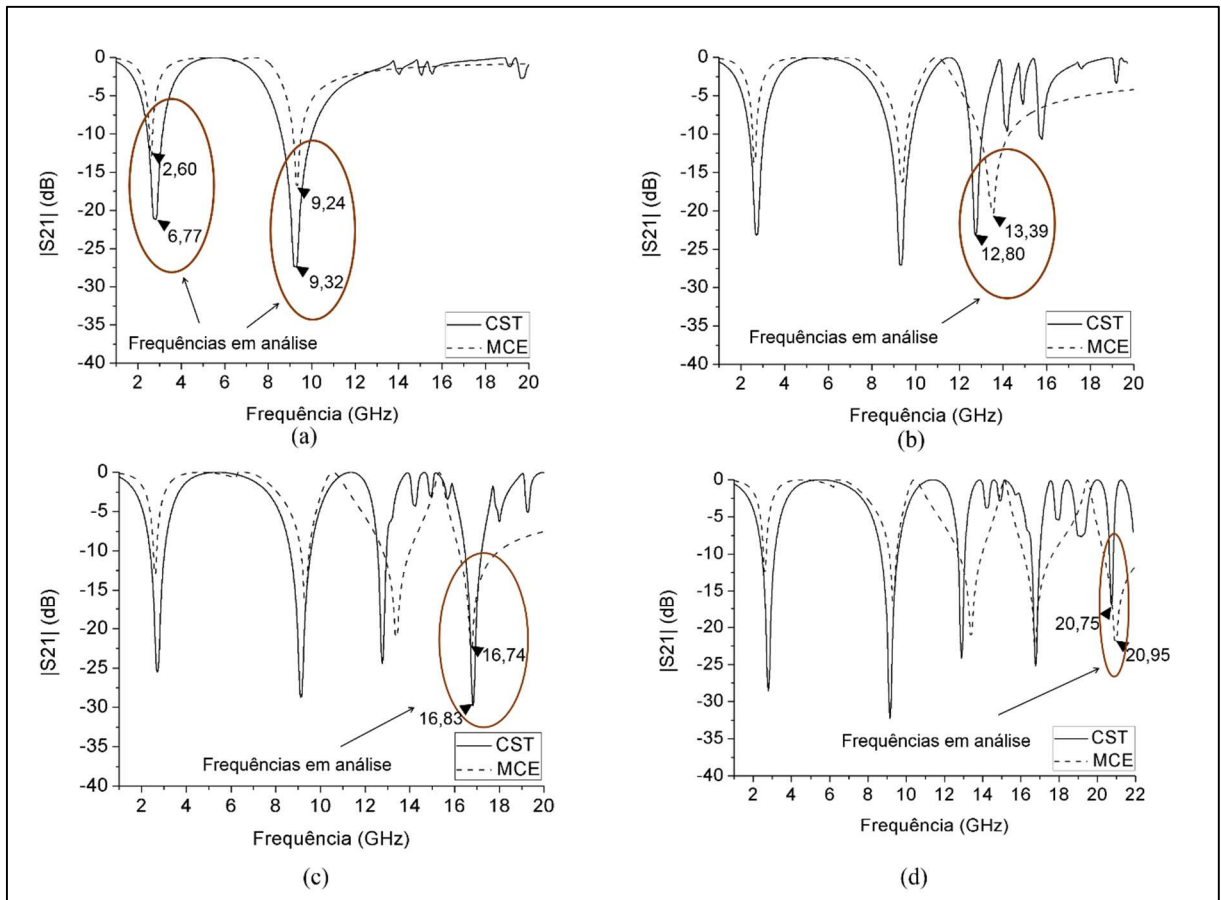 0
-5
-10
-15
-20
-25
-30
-35
-40
|S21| (dB)
2,60
6,77
9,24
9,32
Frequências em análise
CST
MCE
2 4 6 8 10 12 14 16 18 20
Frequência (GHz)
(a)
0
-5
-10
-15
-20
-25
-30
-35
-40
|S21| (dB)
13,39
12,80
Frequências em análise
CST
MCE
2 4 6 8 10 12 14 16 18 20
Frequência (GHz)
(b)
0
-5
-10
-15
-20
-25
-30
-35
-40
|S21| (dB)
16,74
16,83
Frequências em análise
CST
MCE
2 4 6 8 10 12 14 16 18 20
Frequência (GHz)
(c)
0
-5
-10
-15
-20
-25
-30
-35
-40
|S21| (dB)
20,75
20,95
Frequências em análise
CST
MCE
2 4 6 8 10 12 14 16 18 20 22
Frequência (GHz)
(d)